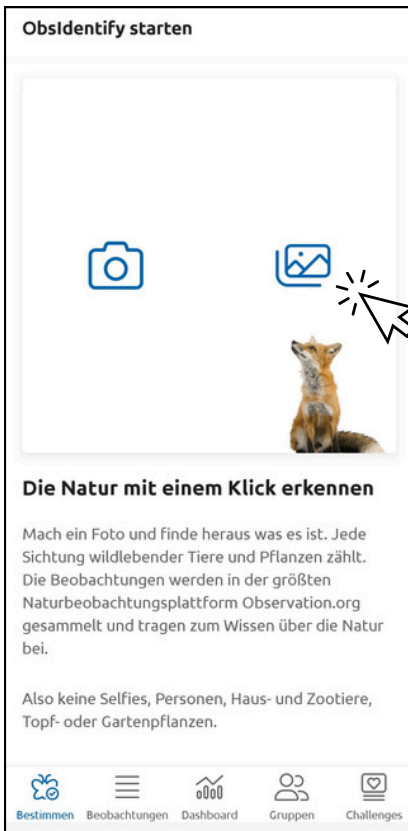 ObsIdentify starten
Die Natur mit einem Klick erkennen
Mach ein Foto und finde heraus was es ist. Jede
Sichtung wildlebender Tiere und Pflanzen zählt.
Die Beobachtungen werden in der größten
Naturbeobachtungsplattform Observation.org
gesammelt und tragen zum Wissen über die Natur
bei.
Also keine Selfies, Personen, Haus- und Zootiere,
Topf- oder Gartenpflanzen.
Bestimmen Beobachtungen Dashboard Gruppen Challenges